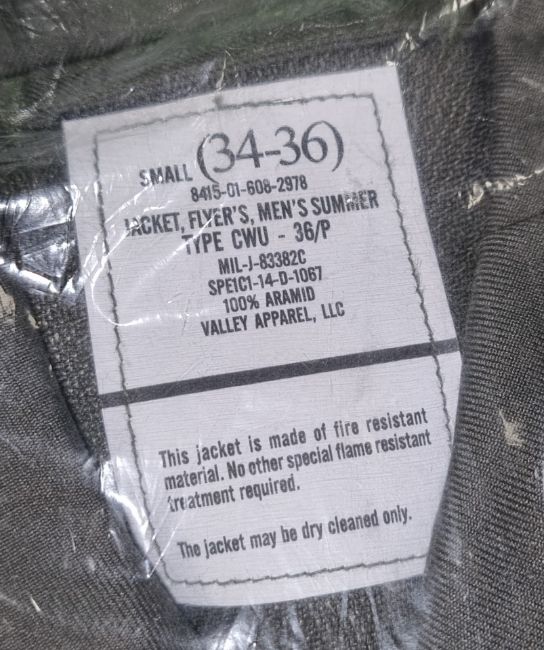 SMALL (34-36)
8415-01-608-2978
JACKET, FLYER'S, MEN'S SUMMER
TYPE CWU - 36/P
MIL-J-83382C
SPE1C1-14-D-1067
100% ARAMID
VALLEY APPAREL, LLC
This jacket is made of fire resistant
material. No other special flame resistant
treatment required.
The jacket may be dry cleaned only.